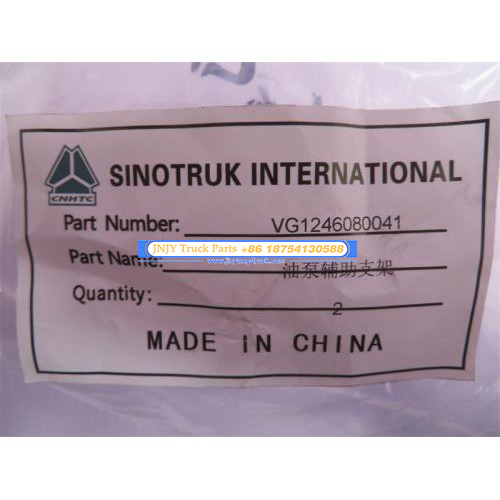 CNHTC
SINOTRUK INTERNATIONAL
Part Number: VG1246080041
JNJY Truck Parts +86 18754130588
Part Name: 油泵辅助支架
Quantity: 2
MADE IN CHINA